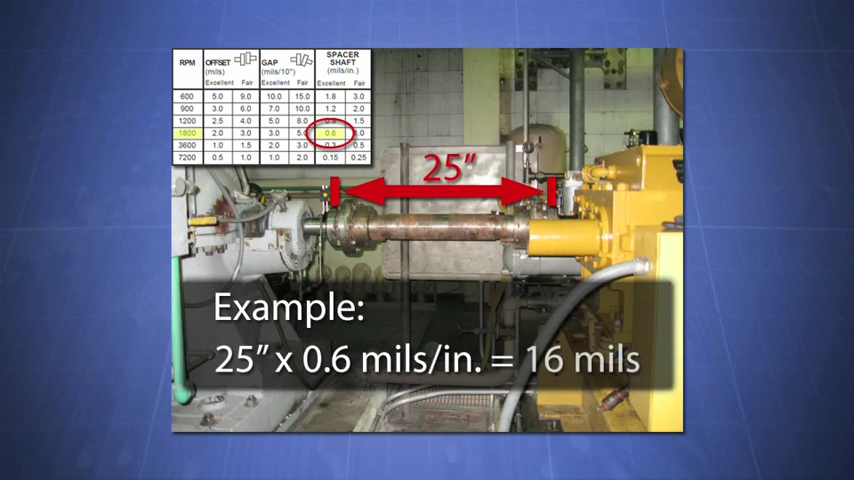 RPM OFFSET (mils) GAP (mils/10") SPACER SHAFT (mils/in.)
Excellent Fair Excellent Fair Excellent Fair
600 5.0 9.0 10.0 15.0 1.8 3.0
900 3.0 6.0 7.0 10.0 1.2 2.0
1200 2.5 4.0 5.0 8.0 0.9 1.5
1800 2.0 3.0 3.0 0.6
3600 1.0 1.5 2.0 3.0 0.3 0.5
7200 0.5 1.0 1.0 2.0 0.15 0.25
25”
Example:
25” x 0.6 mils/in. = 16 mils